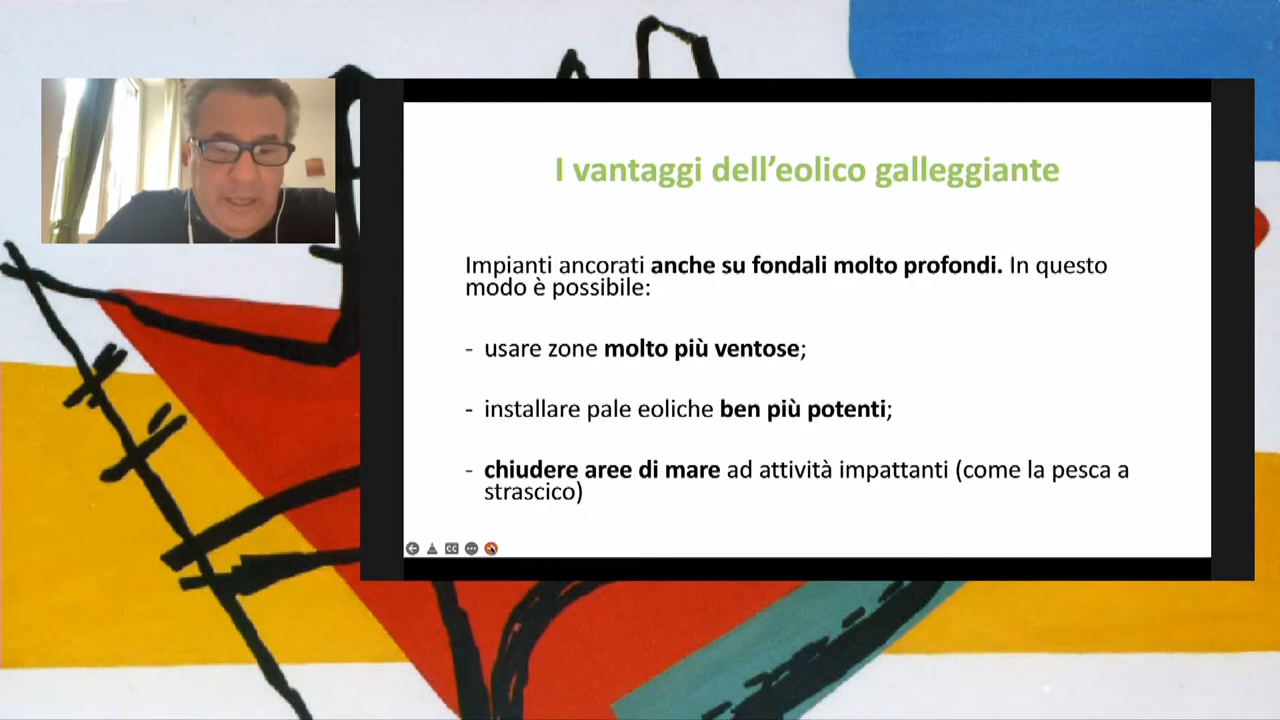 I vantaggi dell’eolico galleggiante
Impianti ancorati anche su fondali molto profondi. In questo
modo è possibile:
- usare zone molto più ventose;
- installare pale eoliche ben più potenti;
- chiudere aree di mare ad attività impattanti (come la pesca a
strascico)
CC